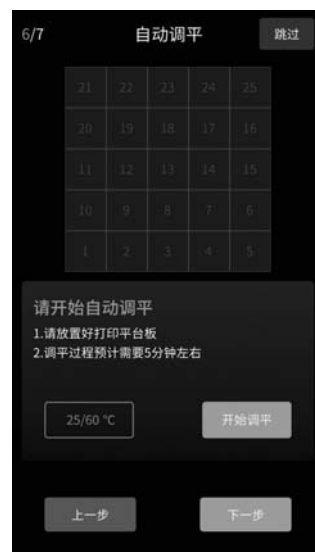 6/7 自动调平 跳过
21 22 23 24 25
20 19 18 17 16
11 12 13 14 15
10 9 8 7 6
1 2 3 4 5
请开始自动调平
1.请放置好打印平台板
2.调平过程预计需要5分钟左右
25/60 °C 开始调平
上一步 下一步